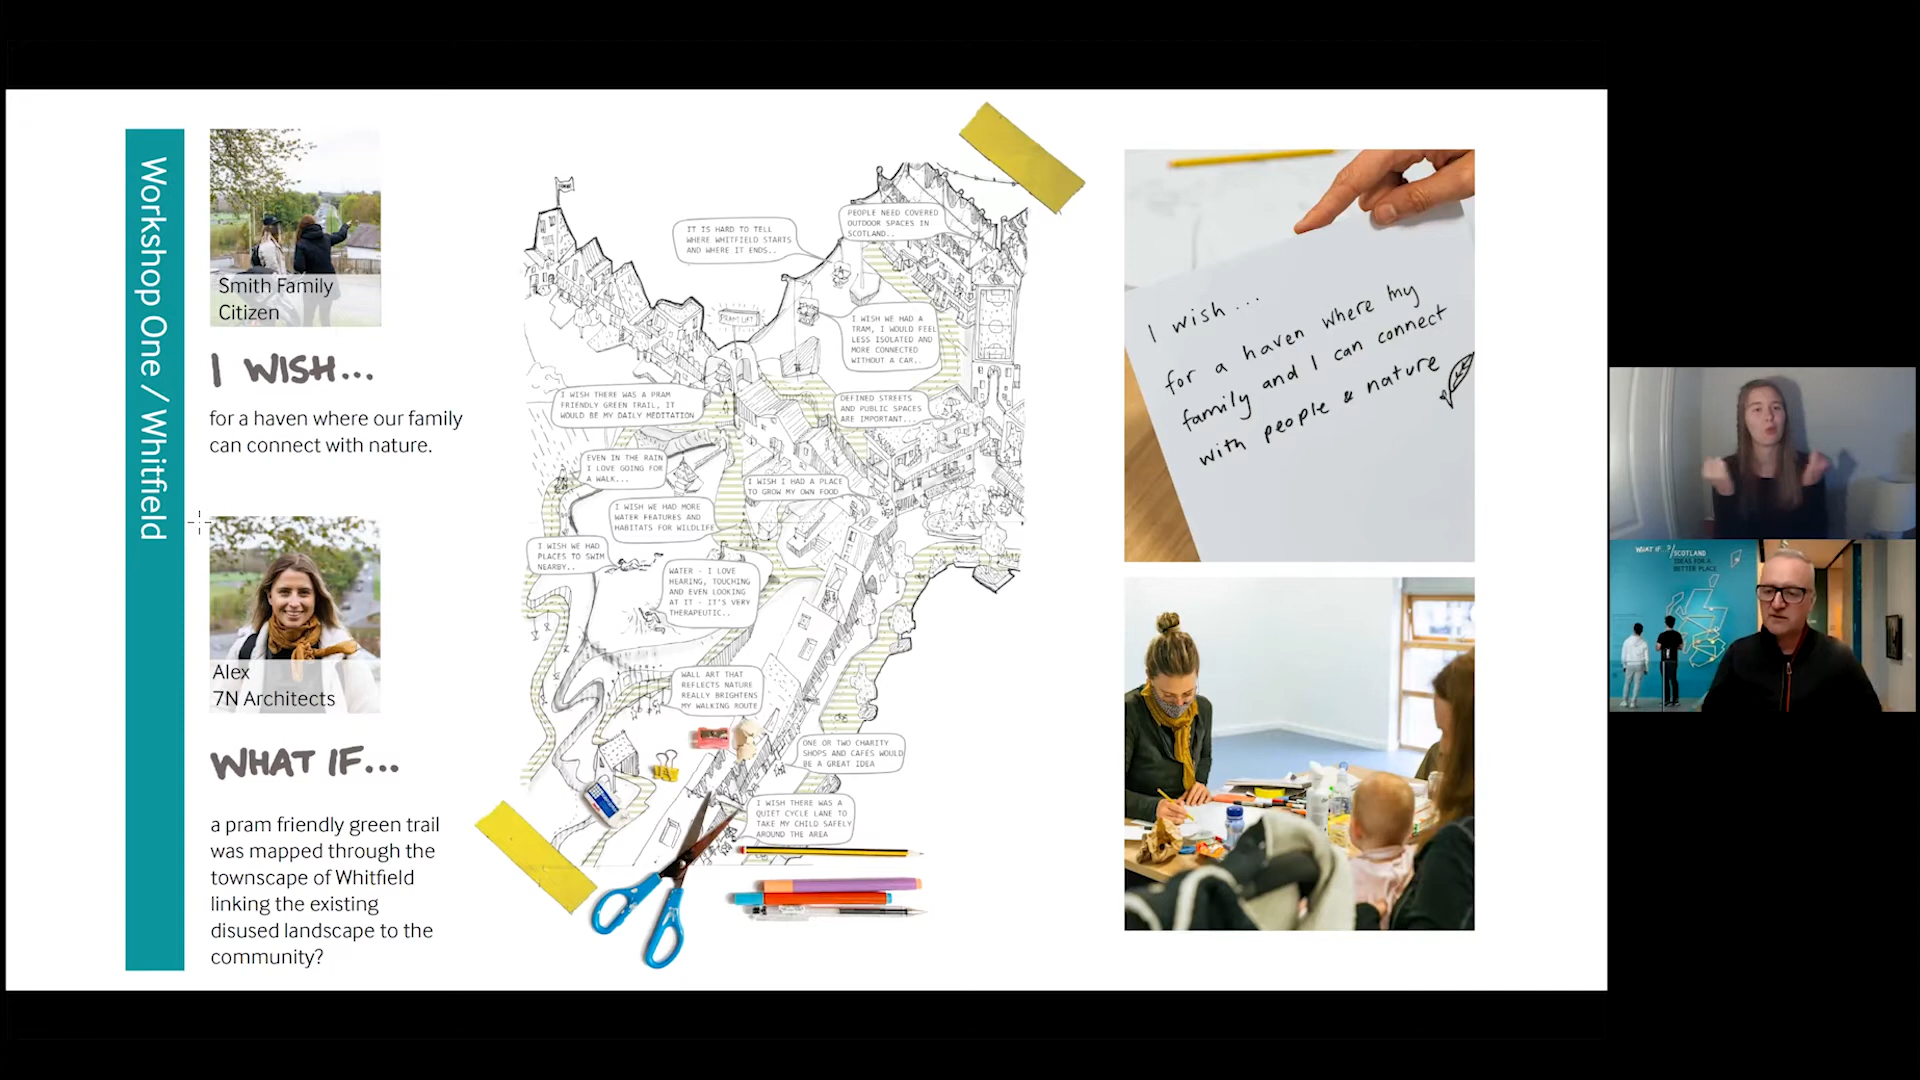 Workshop One / Whitfield
Smith Family
Citizen
I WISH...
for a haven where our family
can connect with nature.
Alex
7N Architects
WHAT IF...
a pram friendly green trail
was mapped through the
townscape of Whitfield
linking the existing
disused landscape to the
community?
IT IS HARD TO TELL
WHERE WHITFIELD STARTS
AND WHERE IT ENDS..
PEOPLE NEED COVERED
OUTDOOR SPACES IN
SCOTLAND..
PRAM LIFT
I WISH WE HAD A
TRAM, I WOULD FEEL
LESS ISOLATED AND
MORE CONNECTED
WITHOUT A CAR..
I WISH THERE WAS A PRAM
FRIENDLY GREEN TRAIL, IT
WOULD BE MY DAILY MEDITATION
DEFINED STREETS
AND PUBLIC SPACES
ARE IMPORTANT...
EVEN IN THE RAIN
I LOVE GOING FOR
A WALK...
I WISH I HAD A PLACE
TO GROW MY OWN FOOD
I WISH WE HAD MORE
WATER FEATURES AND
HABITATS FOR WILDLIFE
I WISH WE HAD
PLACES TO SWIM
NEARBY..
WATER - I LOVE
HEARING, TOUCHING
AND EVEN LOOKING
AT IT - IT'S VERY
THERAPEUTIC..
WALL ART THAT
REFLECTS NATURE
REALLY BRIGHTENS
MY WALKING ROUTE
ONE OR TWO CHARITY
SHOPS AND CAFES WOULD
BE A GREAT IDEA
I WISH THERE WAS A
QUIET CYCLE LANE TO
TAKE MY CHILD SAFELY
AROUND THE AREA
I wish...
for a haven where my
family and I can connect
with people & nature
WHAT IF...?/SCOTLAND
IDEAS FOR A
BETTER PLACE